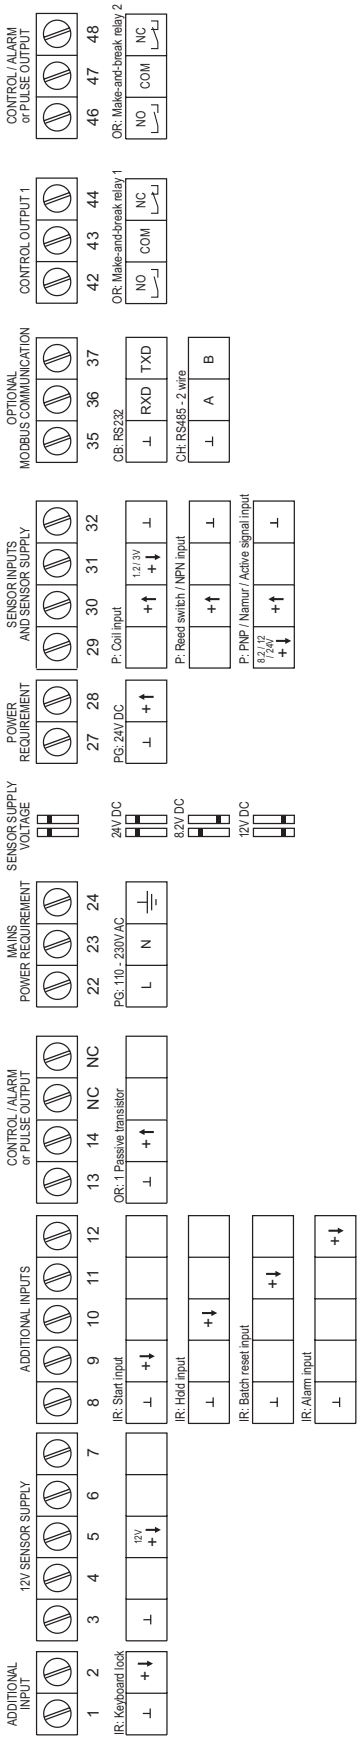 ADDITIONAL
INPUT
1 2
IR: Keyboard lock
⊥ +
12V SENSOR SUPPLY
3 4 5 6 7
⊥ 12V +
ADDITIONAL INPUTS
8 9 10 11 12
IR: Start input
⊥ +
IR: Hold input
⊥ +
IR: Batch reset input
⊥ +
IR: Alarm input
⊥ +
CONTROL / ALARM
or PULSE OUTPUT
13 14 NC NC
OR: 1 Passive transistor
⊥ +
MAINS
POWER REQUIREMENT
22 23 24
PG: 110 - 230V AC
L N
SENSOR SUPPLY
VOLTAGE
24V DC
8.2V DC
12V DC
POWER
REQUIREMENT
27 28
PG: 24V DC
⊥ +
SENSOR INPUTS
AND SENSOR SUPPLY
29 30 31 32
P: Coil input
+ 1.2 / 3V + ⊥
P: Reed switch / NPN input
+ ⊥
P: PNP / Namur / Active signal input
8.2 / 12
/ 24V
+ + ⊥
OPTIONAL
MODBUS COMMUNICATION
35 36 37
CB: RS232
⊥ RXD TXD
CH: RS485 - 2 wire
⊥ A B
CONTROL OUTPUT 1
42 43 44
OR: Make-and-break relay 1
NO COM NC
CONTROL / ALARM
or PULSE OUTPUT
46 47 48
OR: Make-and-break relay 2
NO COM NC